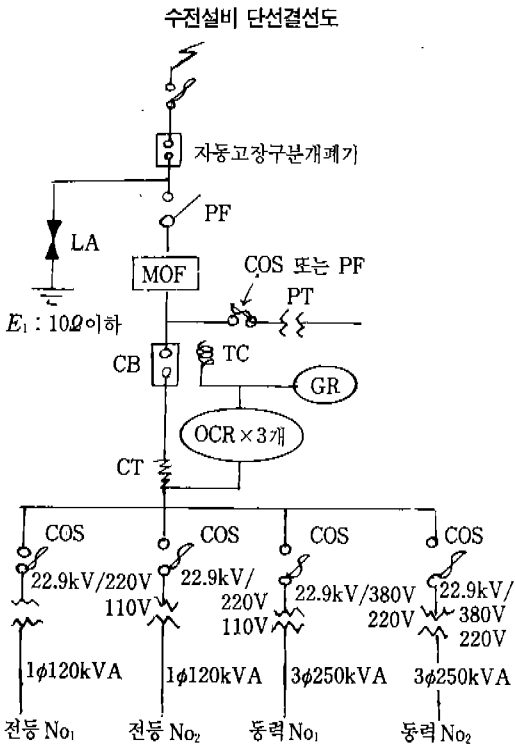 수전설비 단선결선도
자동고장구분개폐기
PF
LA
MOF
COS 또는 PF
PT
E₁ : 10Ω이하
CB
TC
GR
OCR×3개
CT
COS
COS
COS
COS
22.9kV/220V
110V
22.9kV/
220V
110V
22.9kV/380V
220V
22.9kV/
380V
220V
1ϕ120kVA
1ϕ120kVA
3ϕ250kVA
3ϕ250kVA
전등 No₁
전등 No₂
동력 No₁
동력 No₂